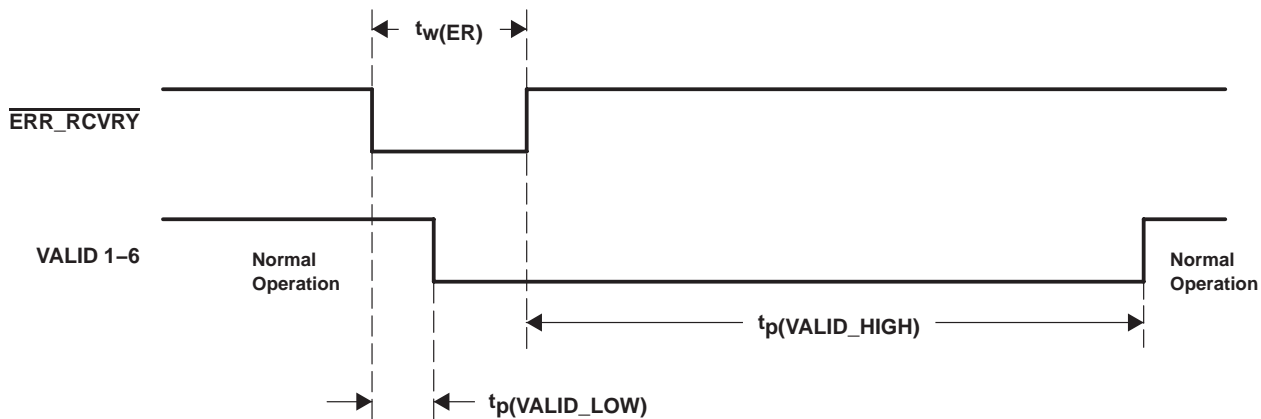 tw(ER)
ERR_RCVRY
VALID 1–6
Normal
Operation
Normal
Operation
tp(VALID_HIGH)
tp(VALID_LOW)